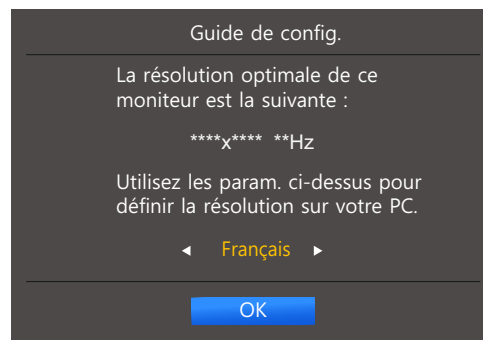 Guide de config.
La résolution optimale de ce
moniteur est la suivante :
****x**** **Hz
Utilisez les param. ci-dessus pour
définir la résolution sur votre PC.
Français
OK